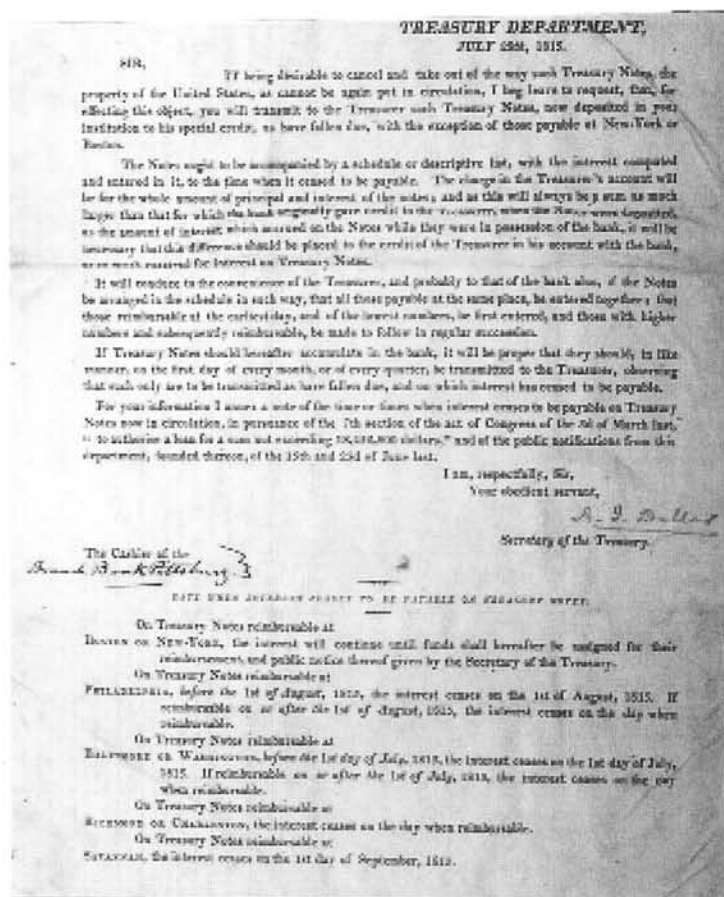 TREASURY DEPARTMENT,
JULY 1815.
SIR,
IT being desirable to cancel and take out of the way such Treasury Notes, the
property of the United States, as cannot be again put in circulation, I beg leave to request, that, for
effecting this object, you will transmit to the Treasurer such Treasury Notes, now deposited in your
institution to his special credit, as have fallen due, with the exception of those payable at New-York or
Boston.
The Notes ought to be accompanied by a schedule or descriptive list, with the interest computed
and entered in it, to the time when it ceased to be payable. The charge in the Treasurer's account will
be for the whole amount of principal and interest of the notes; and as this will always be a sum as much
larger than that for which the bank originally gave credit to the Treasurer, when the Notes were deposited,
as the amount of interest which accrued on the Notes while they were in possession of the bank, it will be
necessary that this difference should be placed to the credit of the Treasurer in his account with the bank,
as so much received for interest on Treasury Notes.
It will conduce to the convenience of the Treasurer, and probably to that of the bank also, if the Notes
be arranged in the schedule in such way, that all those payable at the same place, be entered together; that
those reimbursable at the earliest day, and of the lowest numbers, be first entered, and those with higher
numbers and subsequently reimbursable, be made to follow in regular succession.
If Treasury Notes should hereafter accumulate in the bank, it will be proper that they should, in like
manner, on the first day of every month, or of every quarter, be transmitted to the Treasurer, observing
that such only are to be transmitted as have fallen due, and on which interest has ceased to be payable.
For your information I annex a note of the time or times when interest ceases to be payable on Treasury
Notes now in circulation, in pursuance of the 7th section of the act of Congress of the 3d of March last,
" to authorise a loan for a sum not exceeding dollars," and of the public notifications from this
department, founded thereon, of the 15th and 23d of June last.
I am, respectfully, Sir,
Your obedient servant,
A. J. Dallas
Secretary of the Treasury.
The Cashier of the
Branch Bank Pittsburg.
DATE WHEN INTEREST CEASES TO BE PAYABLE ON TREASURY NOTES.
On Treasury Notes reimbursable at
BOSTON OR NEW-YORK, the interest will continue until funds shall hereafter be assigned for their
reimbursement, and public notice thereof given by the Secretary of the Treasury.
On Treasury Notes reimbursable at
PHILADELPHIA, before the 1st of August, 1815, the interest ceases on the 1st of August, 1815. If
reimbursable on or after the 1st of August, 1815, the interest ceases on the day when
reimbursable.
On Treasury Notes reimbursable at
BALTIMORE OR WASHINGTON, before the 1st day of July, 1815, the interest ceases on the 1st day of July,
1815. If reimbursable on or after the 1st of July, 1815, the interest ceases on the day
when reimbursable.
On Treasury Notes reimbursable at
RICHMOND OR CHARLESTON, the interest ceases on the day when reimbursable.
On Treasury Notes reimbursable at
SAVANNAH, the interest ceases on the 1st day of September, 1815.